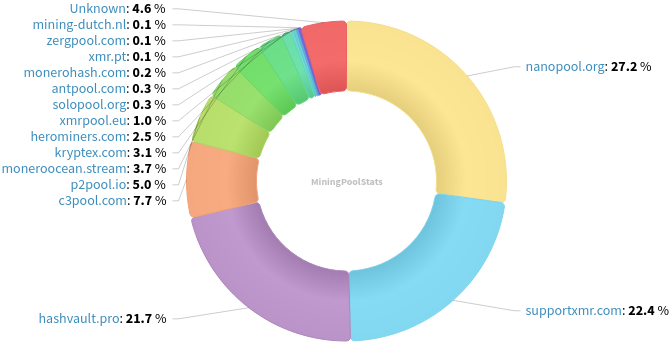 Unknown: 4.6 %
mining-dutch.nl: 0.1 %
zergpool.com: 0.1 %
xmr.pt: 0.1 %
monerohash.com: 0.2 %
antpool.com: 0.3 %
solopool.org: 0.3 %
xmrpool.eu: 1.0 %
herominers.com: 2.5 %
kryptex.com: 3.1 %
moneroocean.stream: 3.7 %
p2pool.io: 5.0 %
c3pool.com: 7.7 %
hashvault.pro: 21.7 %
MiningPoolStats
nanopool.org: 27.2 %
supportxmr.com: 22.4 %